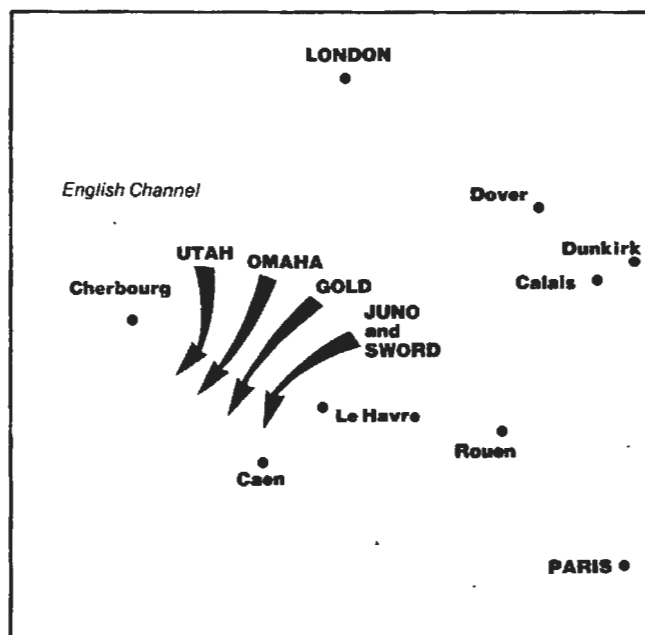 LONDON
English Channel
Dover
Dunkirk
Calais
UTAH
OMAHA
Cherbourg
GOLD
JUNO
and
SWORD
Le Havre
Rouen
Caen
PARIS